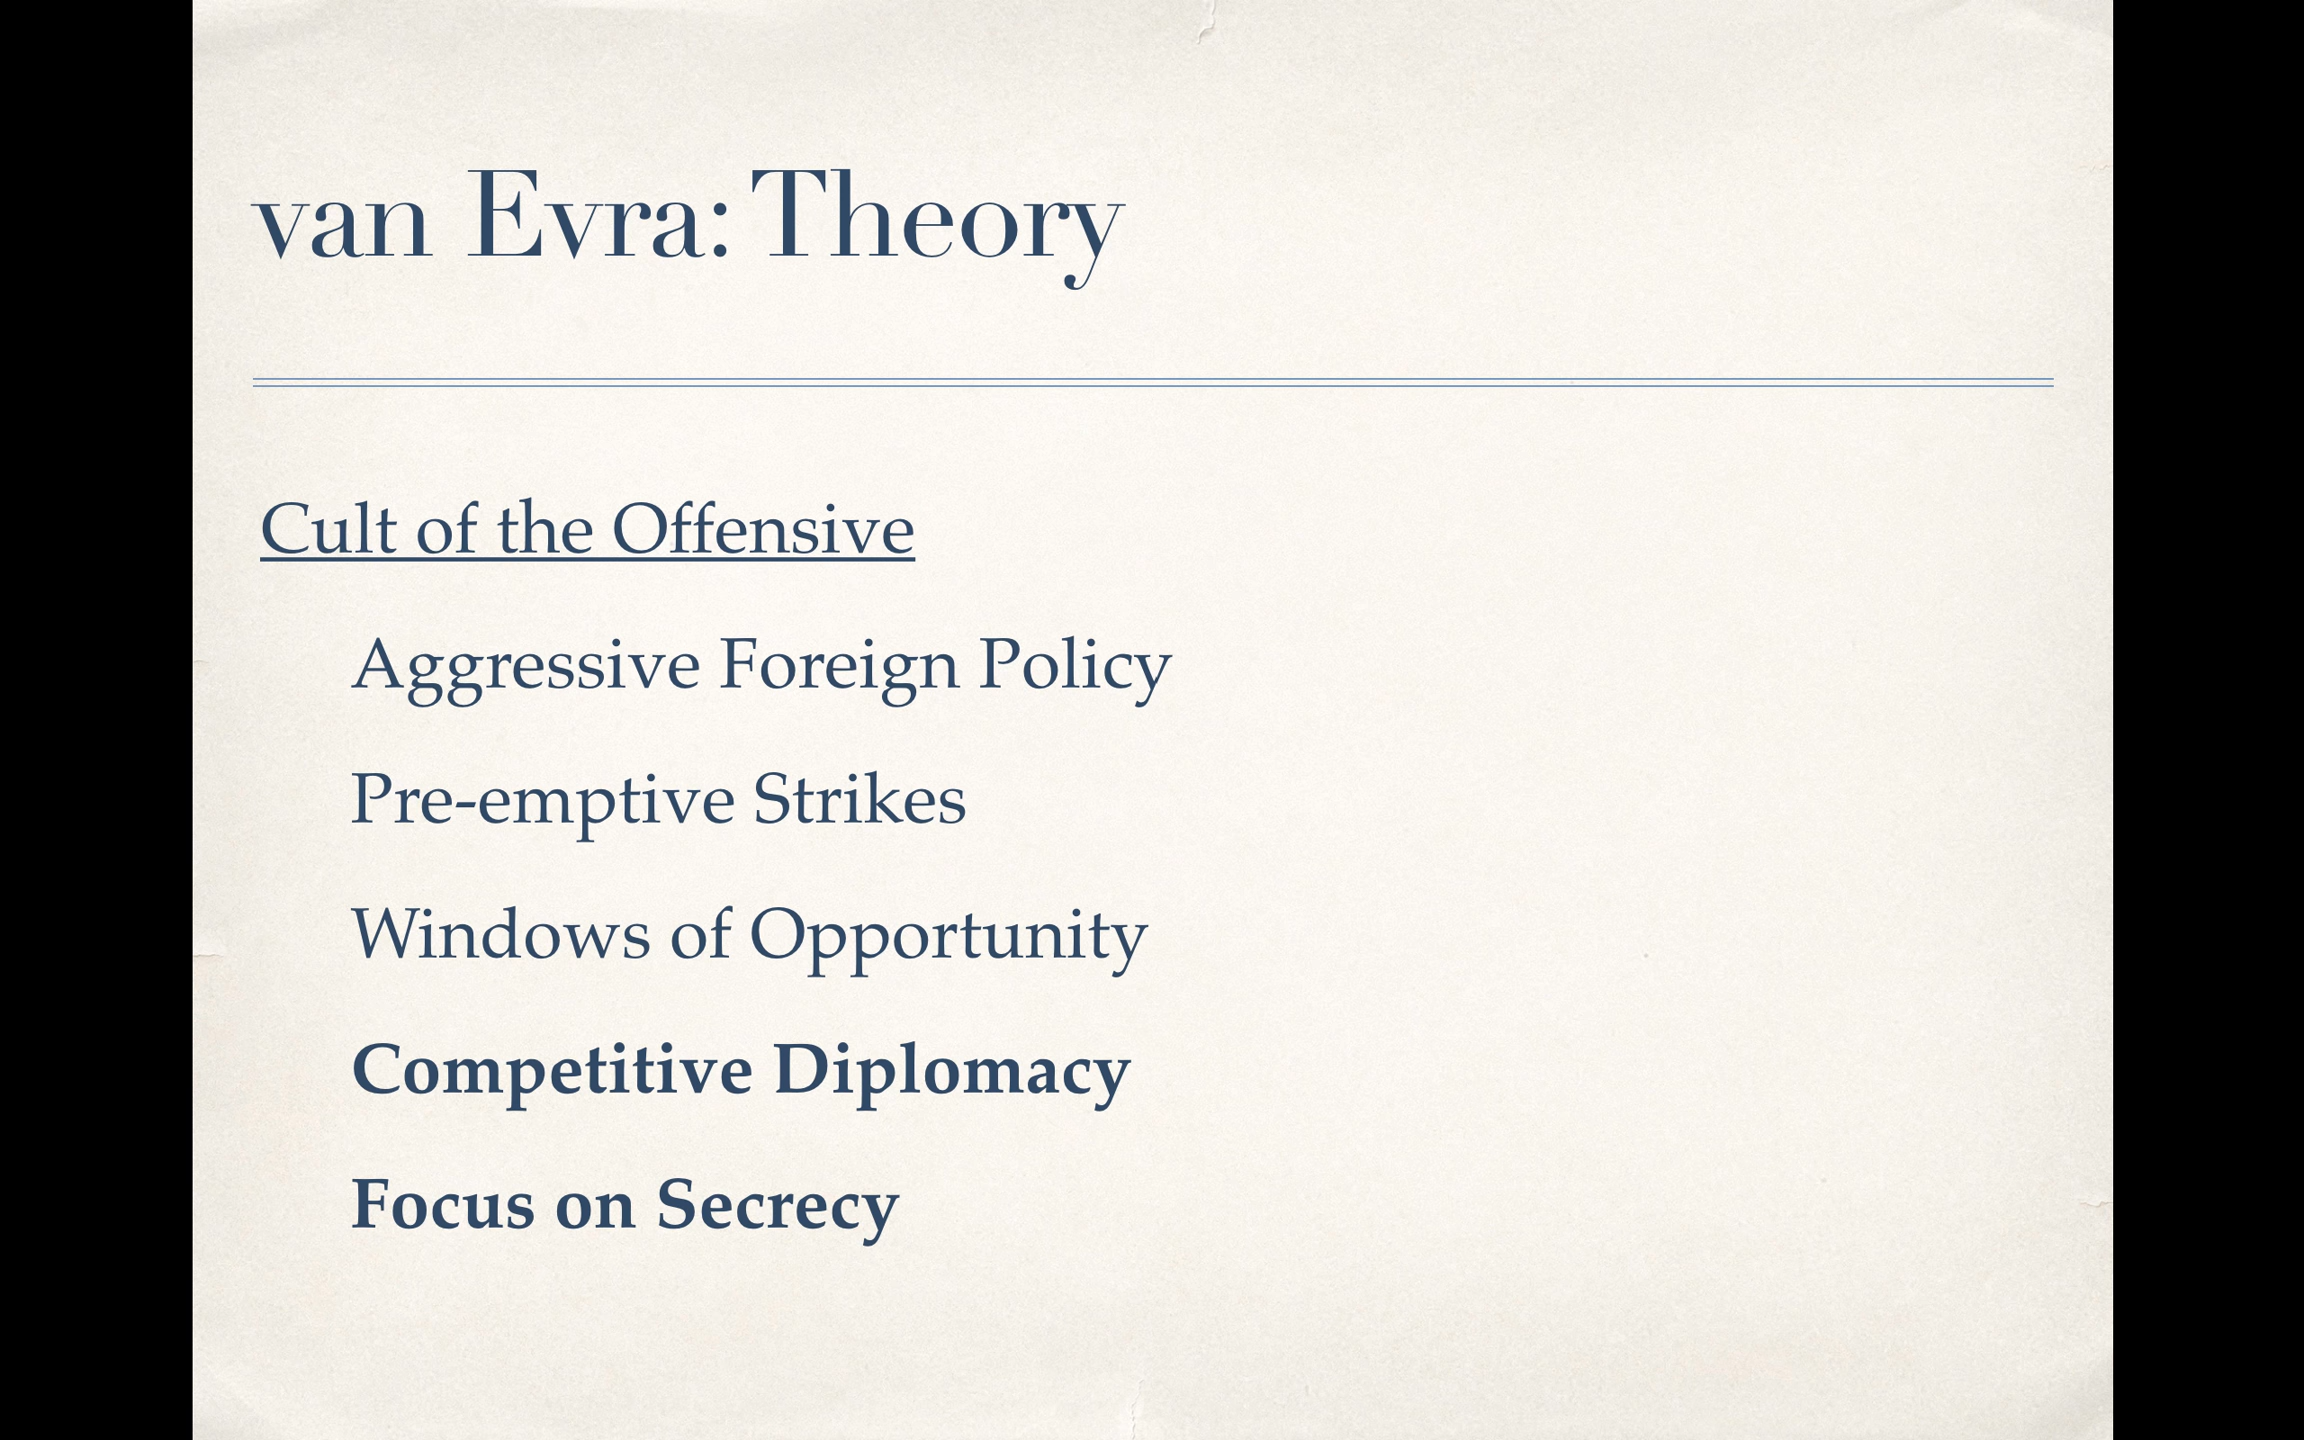 van Evra: Theory
Cult of the Offensive
Aggressive Foreign Policy
Pre-emptive Strikes
Windows of Opportunity
Competitive Diplomacy
Focus on Secrecy